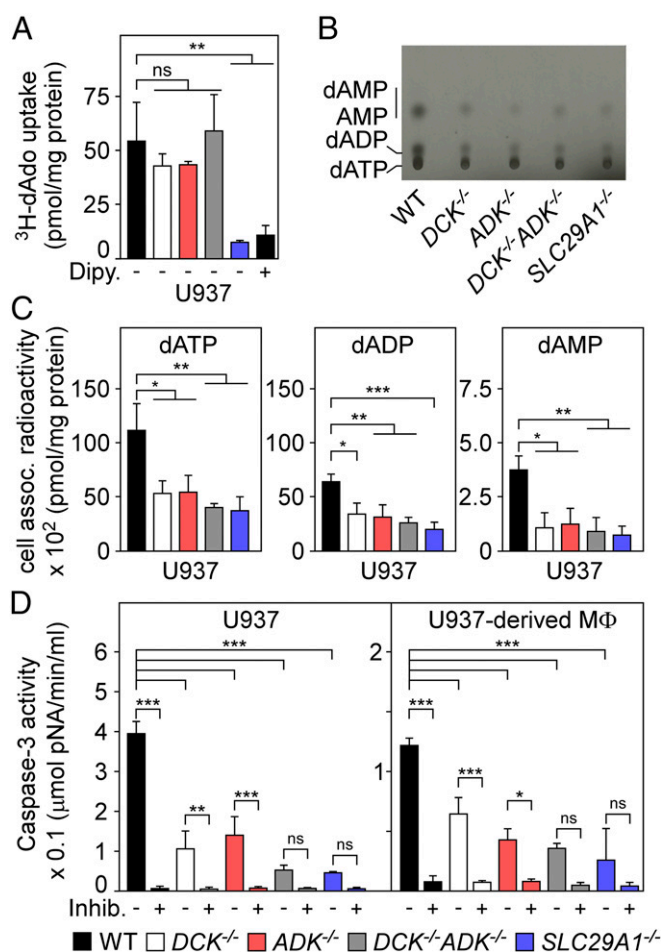 A
³H-dAdo uptake
(pmol/mg protein)
75
50
25
0
**
ns
Dipy. - - - - - +
U937
B
dAMP
AMP
dADP
dATP
WT
DCK-/-
ADK-/-
DCK-/-ADK-/-
SLC29A1-/-
C
cell assoc. radioactivity
x 10² (pmol/mg protein)
dATP
150
100
50
0
**
*
U937
dADP
150
100
50
0
***
**
*
U937
dAMP
7.5
5.0
2.5
0
**
*
U937
D
Caspase-3 activity
x 0.1 (μmol pNA/min/ml)
U937
6
5
4
3
2
1
0
***
***
**
***
ns
ns
U937-derived MΦ
2
1
***
***
***
*
ns
ns
Inhib. - + - + - + - + - + - + - + - + - + - +
WT DCK-/- ADK-/- DCK-/-ADK-/- SLC29A1-/-